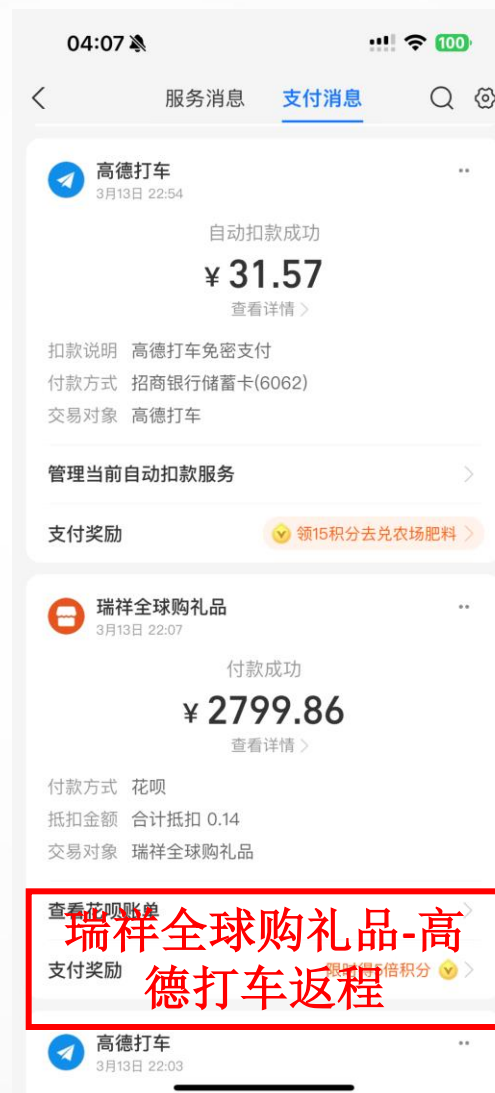 04:07
100
服务消息 支付消息
高德打车
3月13日 22:54
自动扣款成功
¥ 31.57
查看详情
扣款说明 高德打车免密支付
付款方式 招商银行储蓄卡(6062)
交易对象 高德打车
管理当前自动扣款服务
支付奖励 领15积分去兑农场肥料
瑞祥全球购礼品
3月13日 22:07
付款成功
¥ 2799.86
查看详情
付款方式 花呗
抵扣金额 合计抵扣 0.14
交易对象 瑞祥全球购礼品
查看花呗账单
瑞祥全球购礼品-高
德打车返程
支付奖励 限时得5倍积分
高德打车
3月13日 22:03